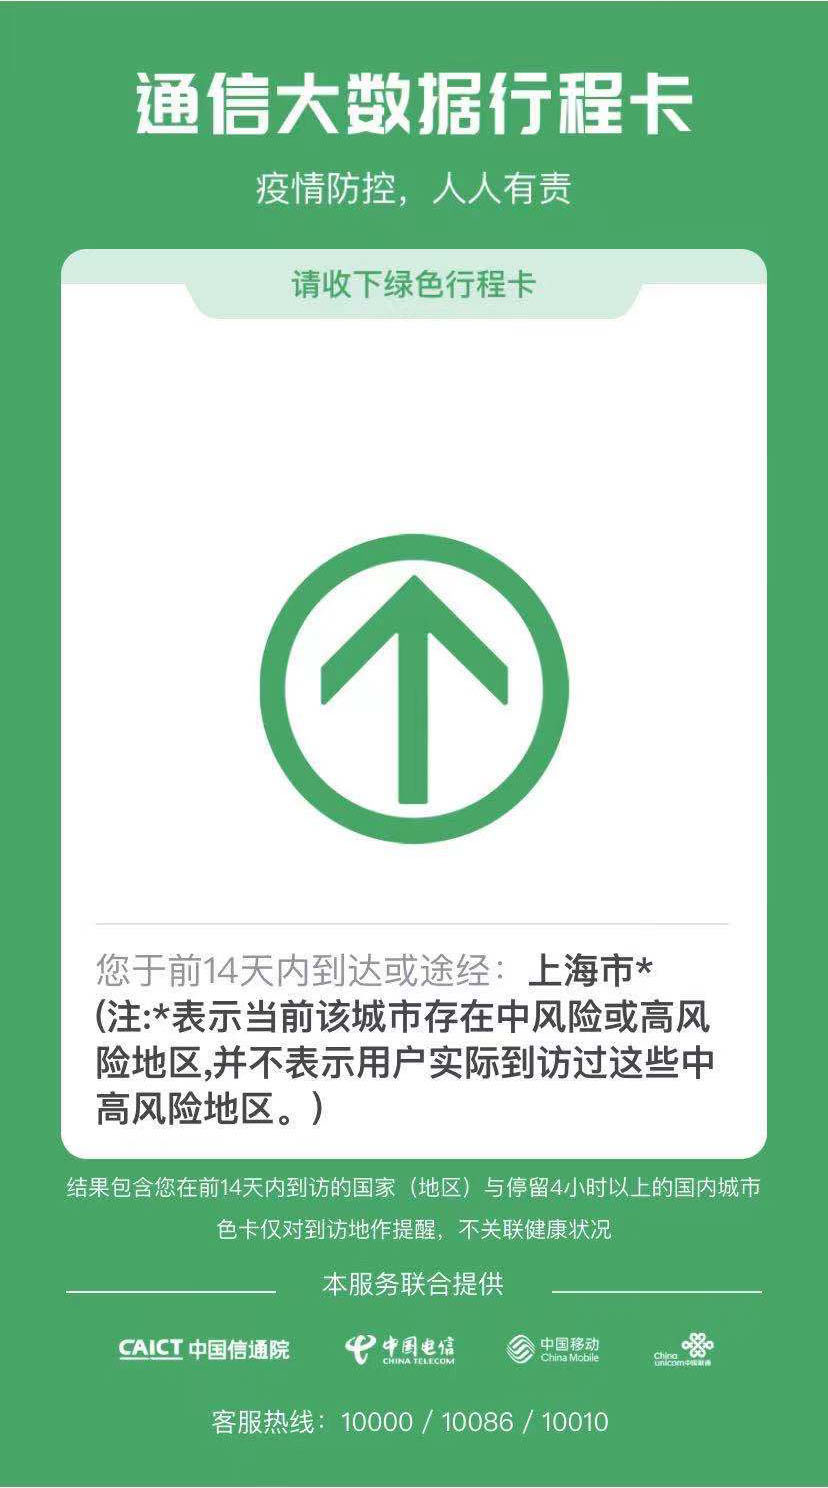 通信大数据行程卡
疫情防控，人人有责
请收下绿色行程卡
您于前14天内到达或途经：上海市*
(注:*表示当前该城市存在中风险或高风
险地区,并不表示用户实际到访过这些中
高风险地区。)
结果包含您在前14天内到访的国家（地区）与停留4小时以上的国内城市
色卡仅对到访地作提醒，不关联健康状况
本服务联合提供
CAICT 中国信通院
中国电信
CHINA TELECOM
中国移动
China Mobile
China
unicom中国联通
客服热线：10000 / 10086 / 10010